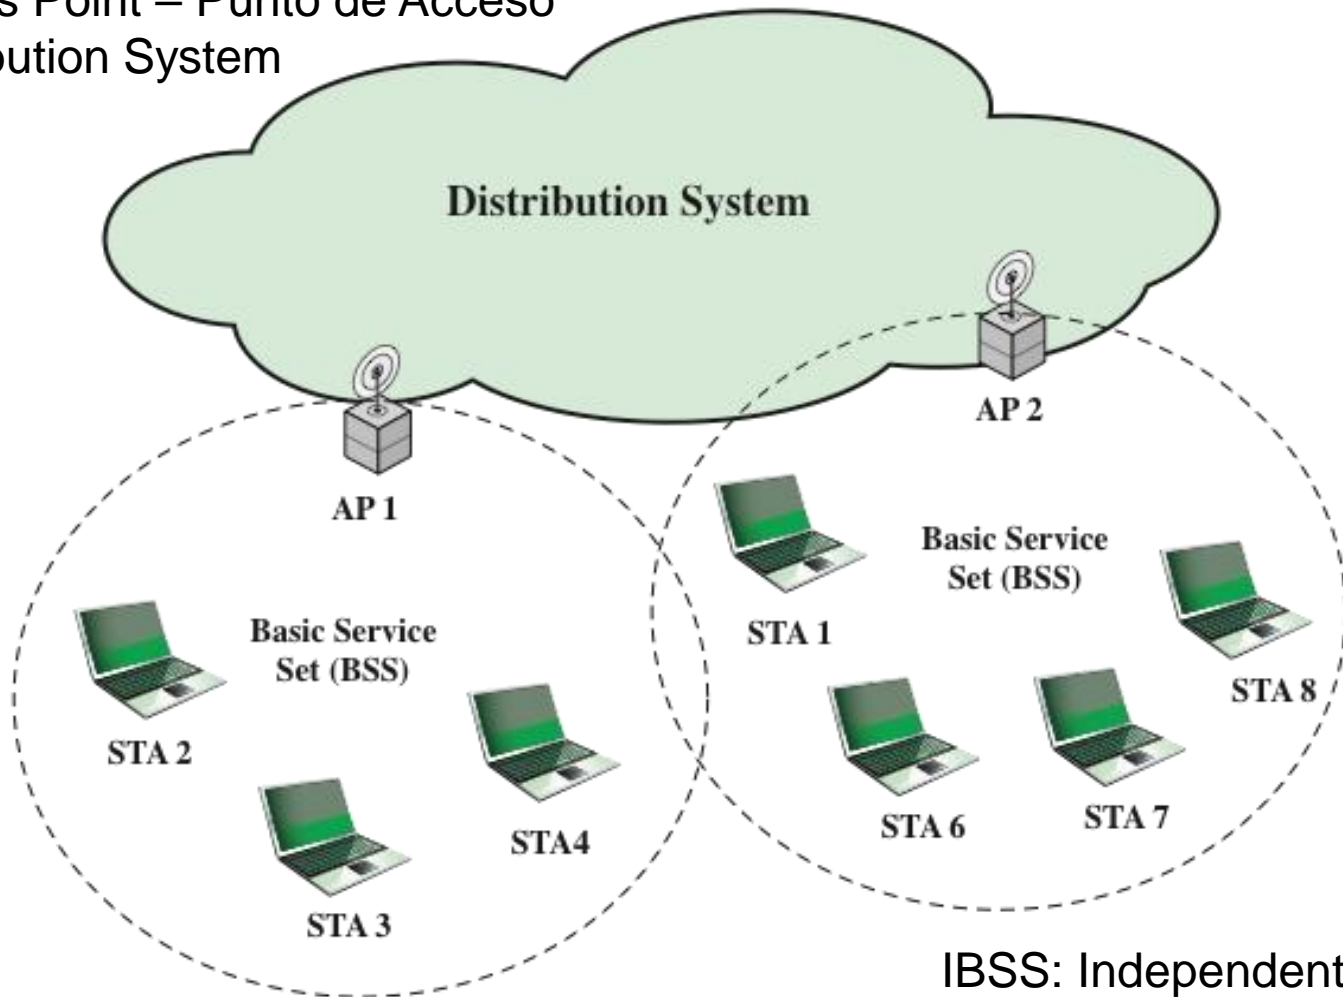 s Point – Punto de Acceso
bution System
Distribution System
AP 2
AP 1
Basic Service
Set (BSS)
STA 1
Basic Service
Set (BSS)
STA 8
STA 2
STA 6
STA 7
STA4
STA 3
IBSS: Independent